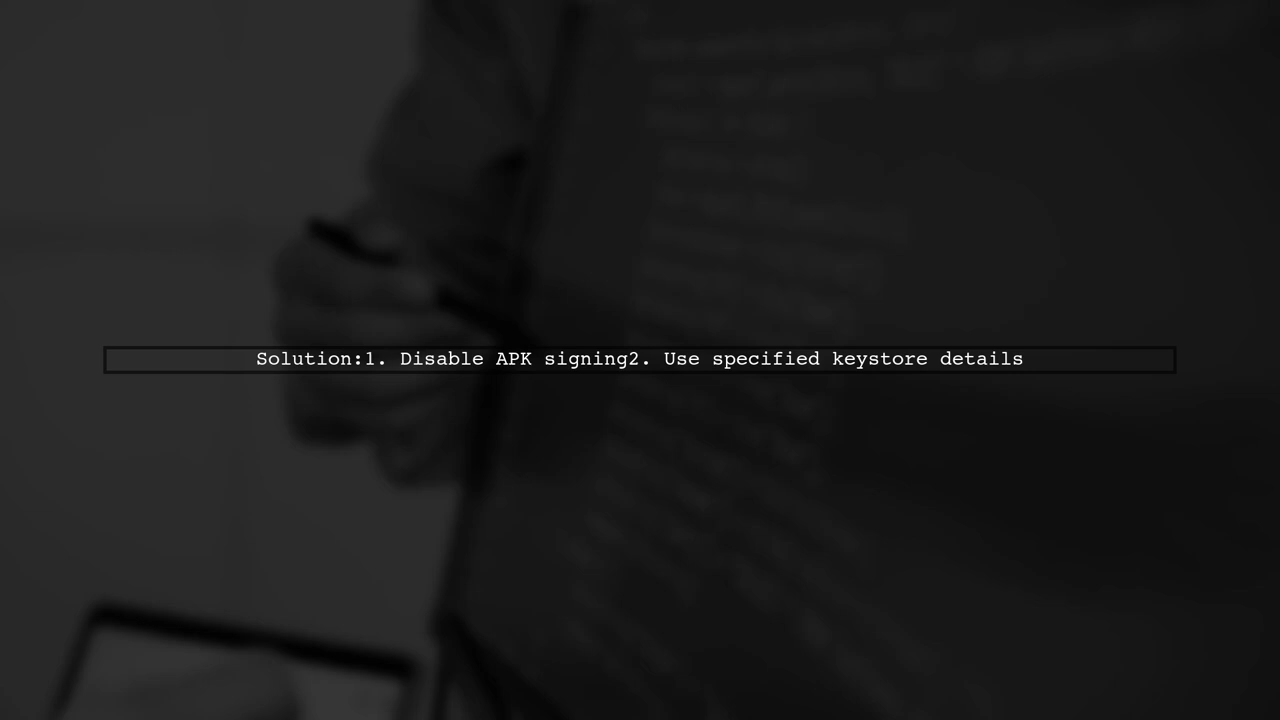 Solution:1. Disable APK signing2. Use specified keystore details